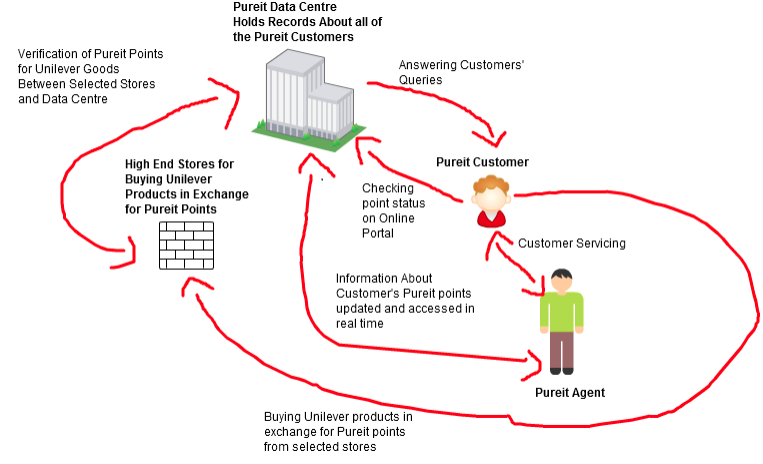 Pureit Data Centre
Holds Records About all of
the Pureit Customers
Verification of Pureit Points
for Unilever Goods
Between Selected Stores
and Data Centre
Answering Customers'
Queries
High End Stores for
Buying Unilever
Products in Exchange
for Pureit Points
Pureit Customer
Checking
point status
on Online
Portal
Customer Servicing
Information About
Customer's Pureit points
updated and accessed in
real time
Pureit Agent
Buying Unilever products in
exchange for Pureit points
from selected stores